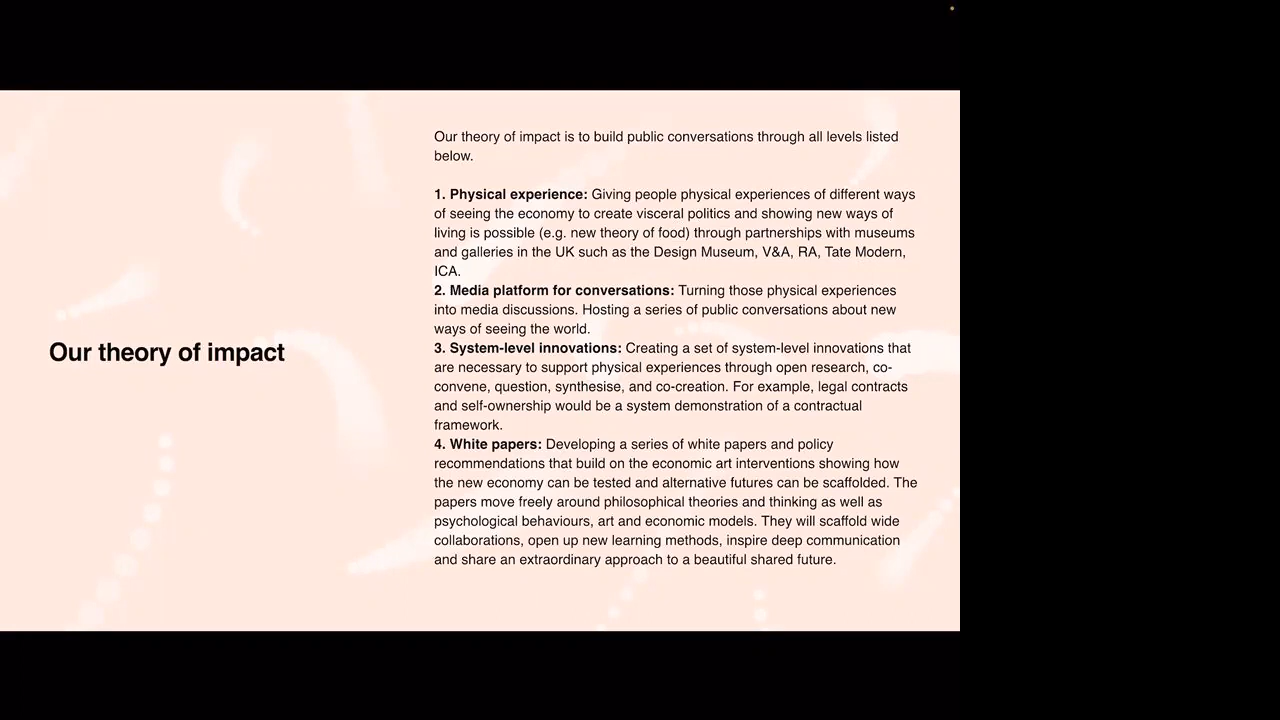 Our theory of impact
Our theory of impact is to build public conversations through all levels listed
below.
1. Physical experience: Giving people physical experiences of different ways
of seeing the economy to create visceral politics and showing new ways of
living is possible (e.g. new theory of food) through partnerships with museums
and galleries in the UK such as the Design Museum, V&A, RA, Tate Modern,
ICA.
2. Media platform for conversations: Turning those physical experiences
into media discussions. Hosting a series of public conversations about new
ways of seeing the world.
3. System-level innovations: Creating a set of system-level innovations that
are necessary to support physical experiences through open research, co-
convene, question, synthesise, and co-creation. For example, legal contracts
and self-ownership would be a system demonstration of a contractual
framework.
4. White papers: Developing a series of white papers and policy
recommendations that build on the economic art interventions showing how
the new economy can be tested and alternative futures can be scaffolded. The
papers move freely around philosophical theories and thinking as well as
psychological behaviours, art and economic models. They will scaffold wide
collaborations, open up new learning methods, inspire deep communication
and share an extraordinary approach to a beautiful shared future.